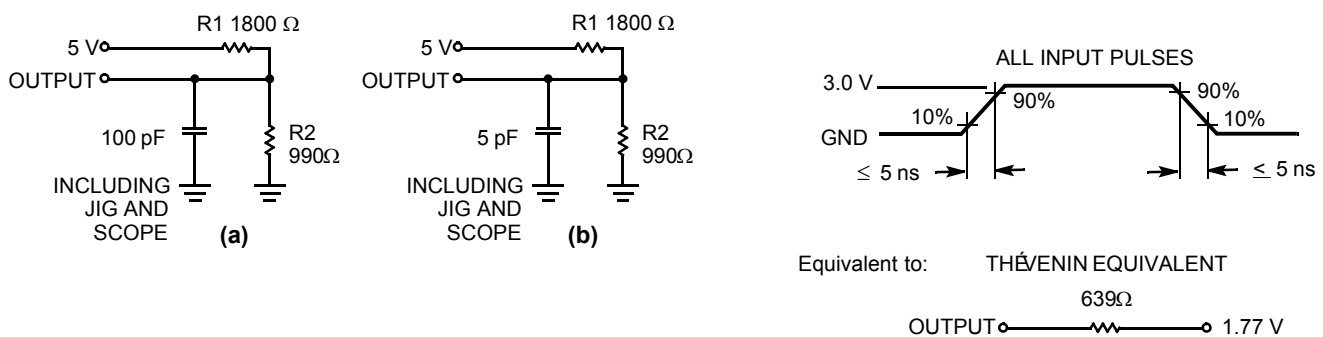 R1 1800 Ω
5 V
OUTPUT
100 pF
R2
990Ω
INCLUDING
JIG AND
SCOPE
(a)
R1 1800 Ω
5 V
OUTPUT
5 pF
R2
990Ω
INCLUDING
JIG AND
SCOPE
(b)
ALL INPUT PULSES
3.0 V
90%
90%
10%
10%
GND
≤ 5 ns
≤ 5 ns
Equivalent to: THÉVENIN EQUIVALENT
639Ω
OUTPUT
1.77 V